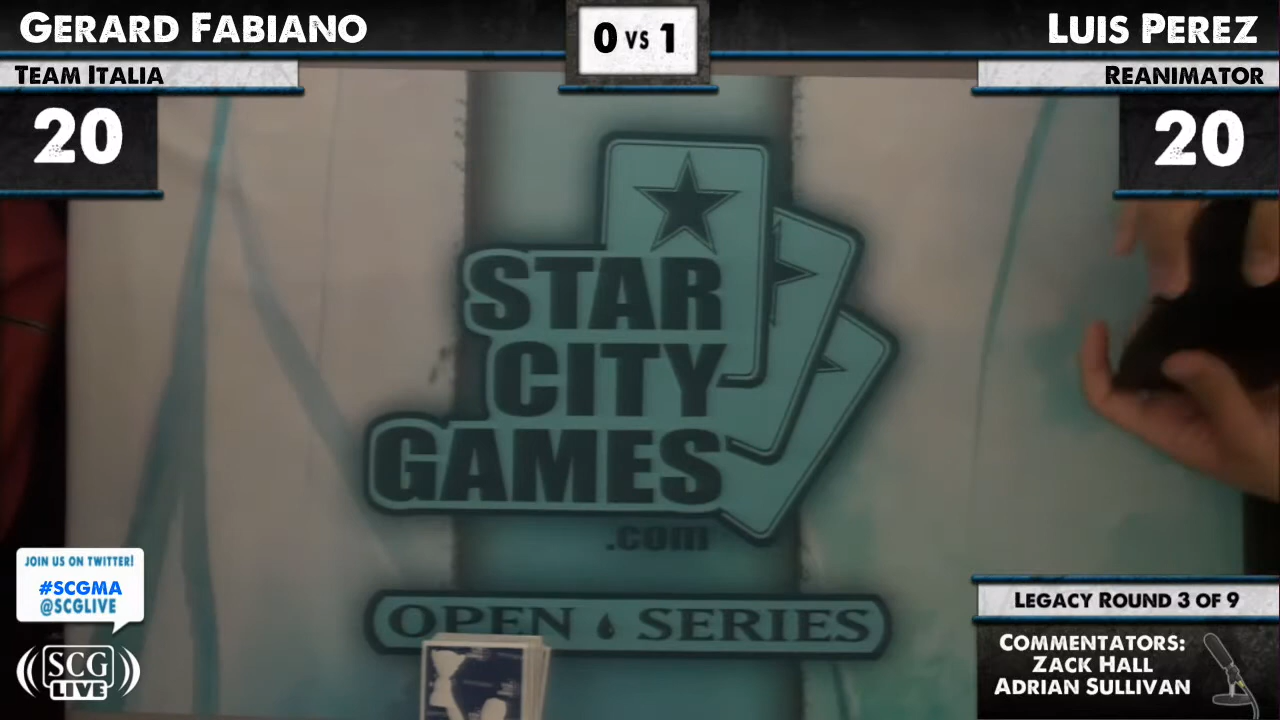 GERARD FABIANO
0 VS 1
LUIS PEREZ
TEAM ITALIA
REANIMATOR
20
20
STAR
CITY
GAMES
.com
OPEN SERIES
JOIN US ON TWITTER!
#SCGMA
@SCGLIVE
SCG
LIVE
LEGACY ROUND 3 OF 9
COMMENTATORS:
ZACK HALL
ADRIAN SULLIVAN